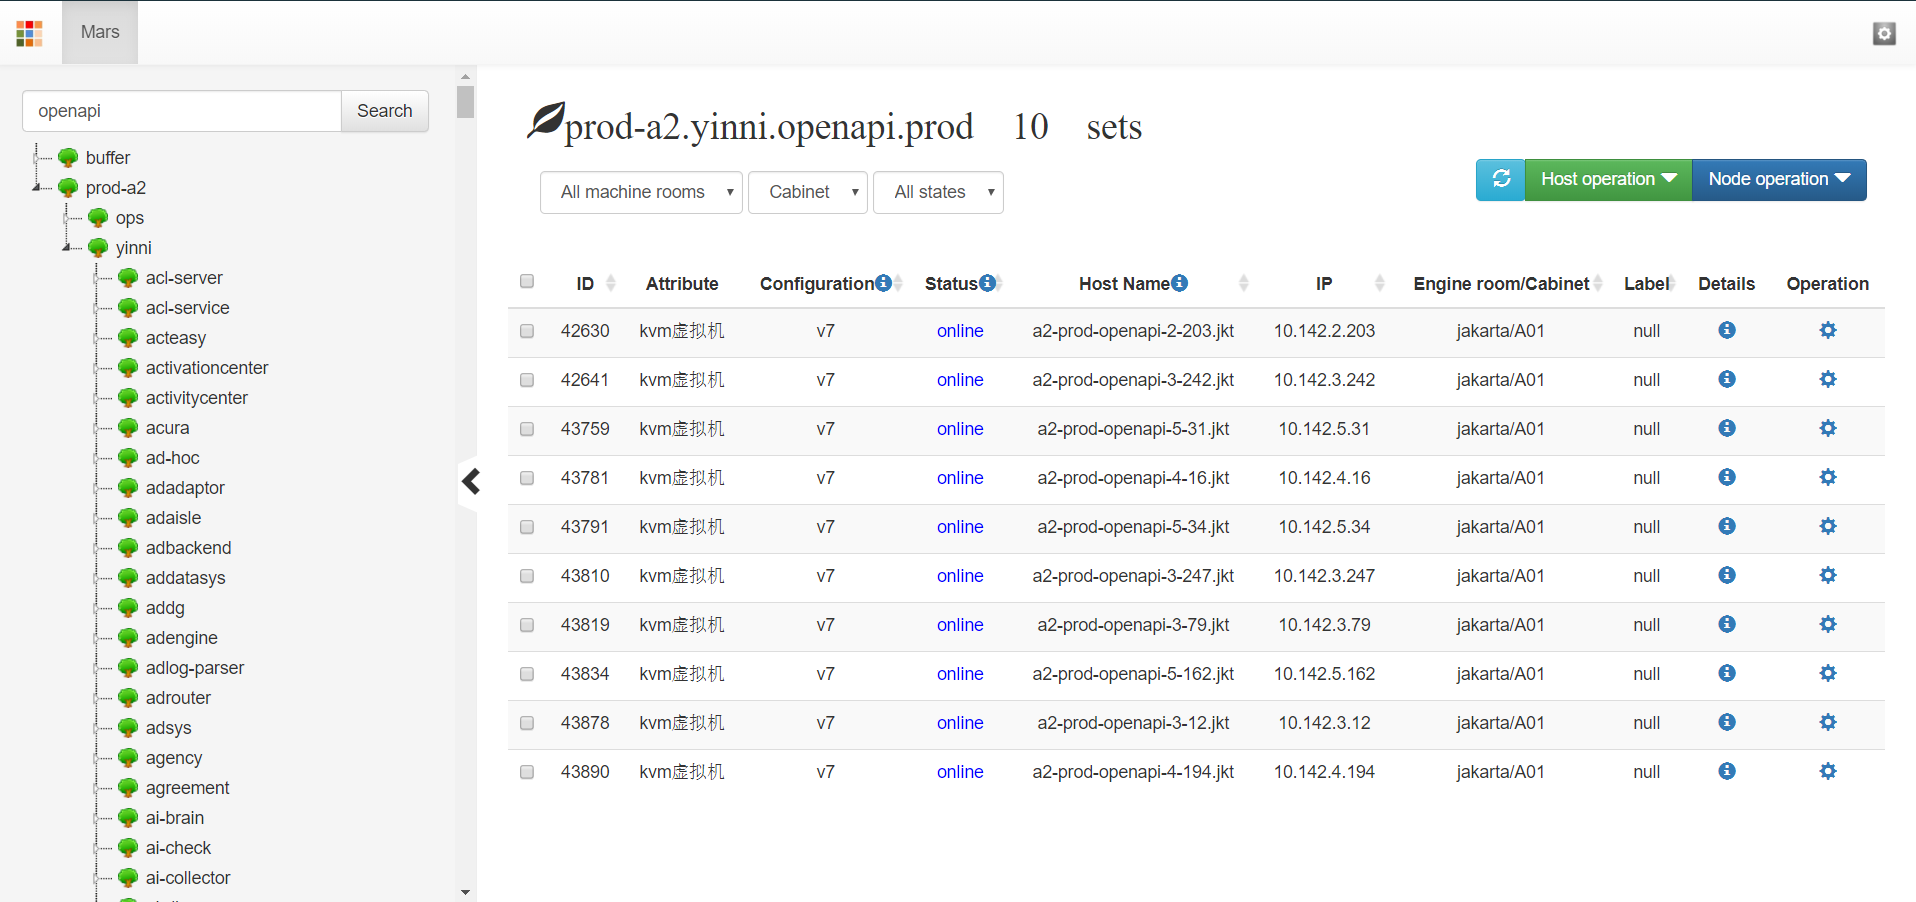 Mars
openapi Search
buffer
prod-a2
ops
yinni
acl-server
acl-service
acteasy
activationcenter
activitycenter
acura
ad-hoc
adadaptor
adaisle
adbackend
addatasys
addg
adengine
adlog-parser
adrouter
adsys
agency
agreement
ai-brain
ai-check
ai-collector
prod-a2.yinni.openapi.prod 10 sets
All machine rooms Cabinet All states
Host operation Node operation
ID Attribute Configuration Status Host Name IP Engine room/Cabinet Label Details Operation
42630 kvm虚拟机 v7 online a2-prod-openapi-2-203.jkt 10.142.2.203 jakarta/A01 null
42641 kvm虚拟机 v7 online a2-prod-openapi-3-242.jkt 10.142.3.242 jakarta/A01 null
43759 kvm虚拟机 v7 online a2-prod-openapi-5-31.jkt 10.142.5.31 jakarta/A01 null
43781 kvm虚拟机 v7 online a2-prod-openapi-4-16.jkt 10.142.4.16 jakarta/A01 null
43791 kvm虚拟机 v7 online a2-prod-openapi-5-34.jkt 10.142.5.34 jakarta/A01 null
43810 kvm虚拟机 v7 online a2-prod-openapi-3-247.jkt 10.142.3.247 jakarta/A01 null
43819 kvm虚拟机 v7 online a2-prod-openapi-3-79.jkt 10.142.3.79 jakarta/A01 null
43834 kvm虚拟机 v7 online a2-prod-openapi-5-162.jkt 10.142.5.162 jakarta/A01 null
43878 kvm虚拟机 v7 online a2-prod-openapi-3-12.jkt 10.142.3.12 jakarta/A01 null
43890 kvm虚拟机 v7 online a2-prod-openapi-4-194.jkt 10.142.4.194 jakarta/A01 null